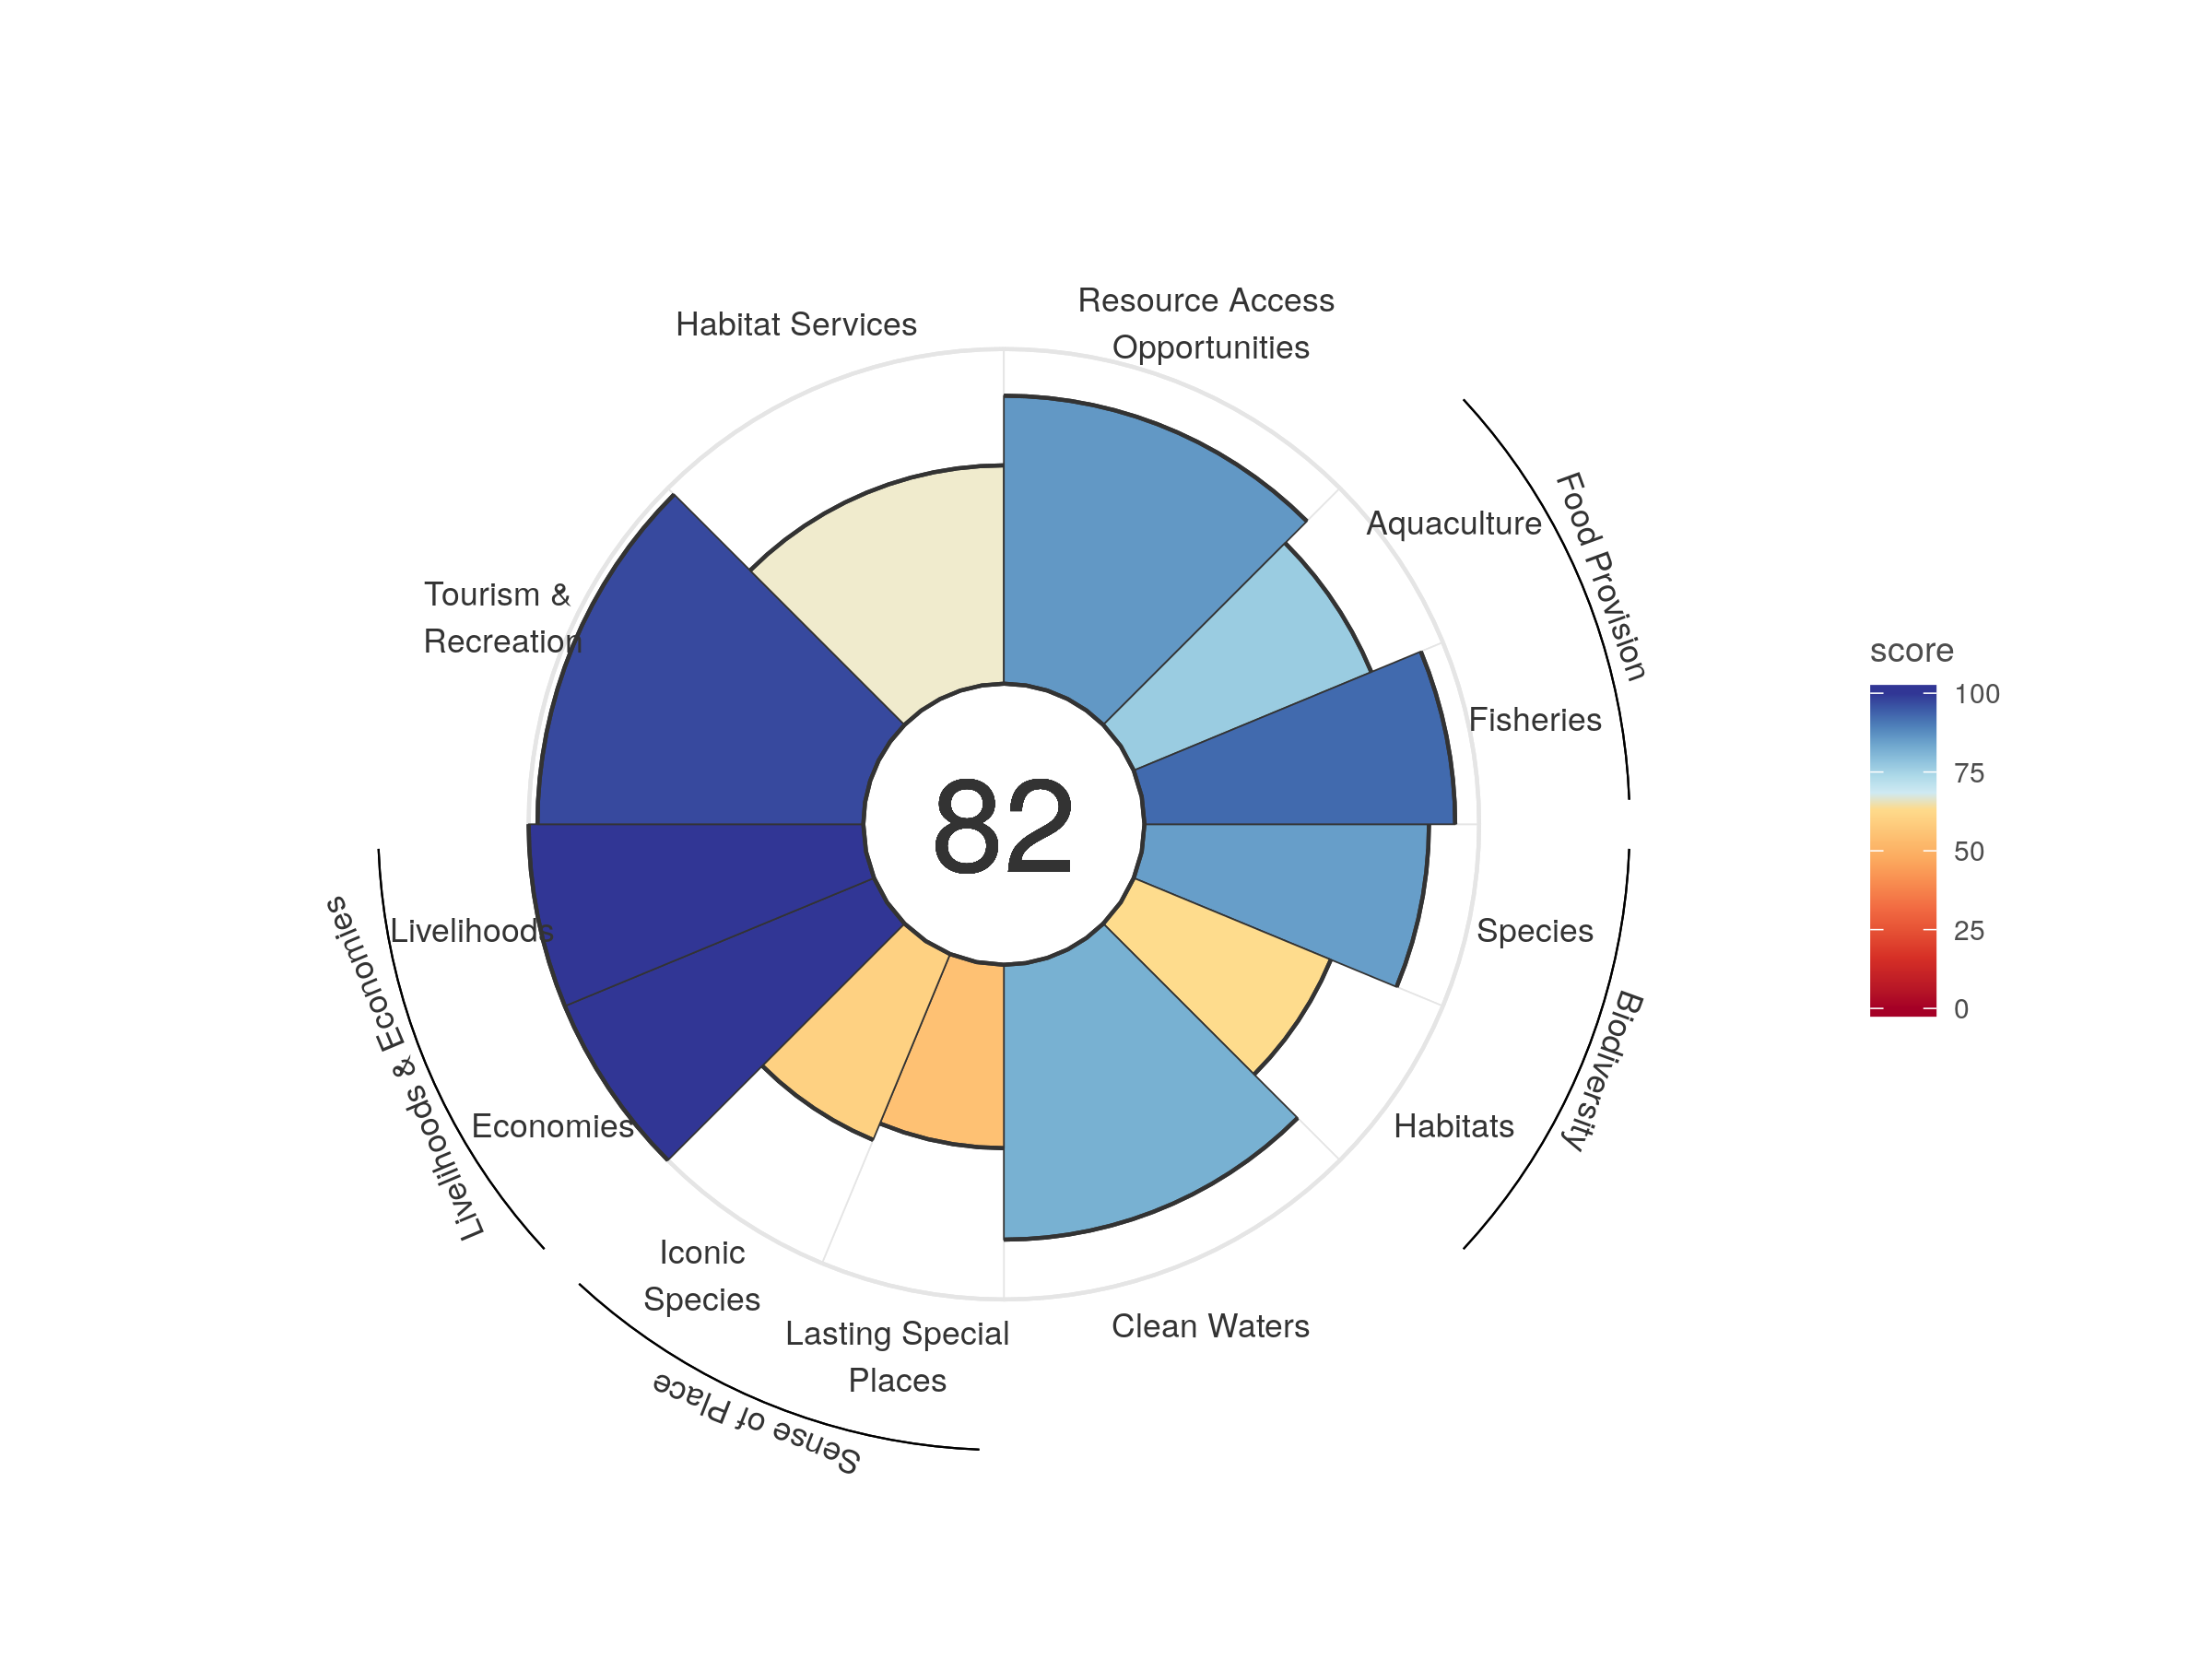 Resource Access
Opportunities
Habitat Services
Aquaculture
Food Provision
Tourism &
Recreation
Fisheries
score
100
75
50
25
0
82
Livelihoods
Species
Livelihoods & Economies
Biodiversity
Economies
Habitats
Iconic
Species
Lasting Special
Places
Clean Waters
Sense of Place